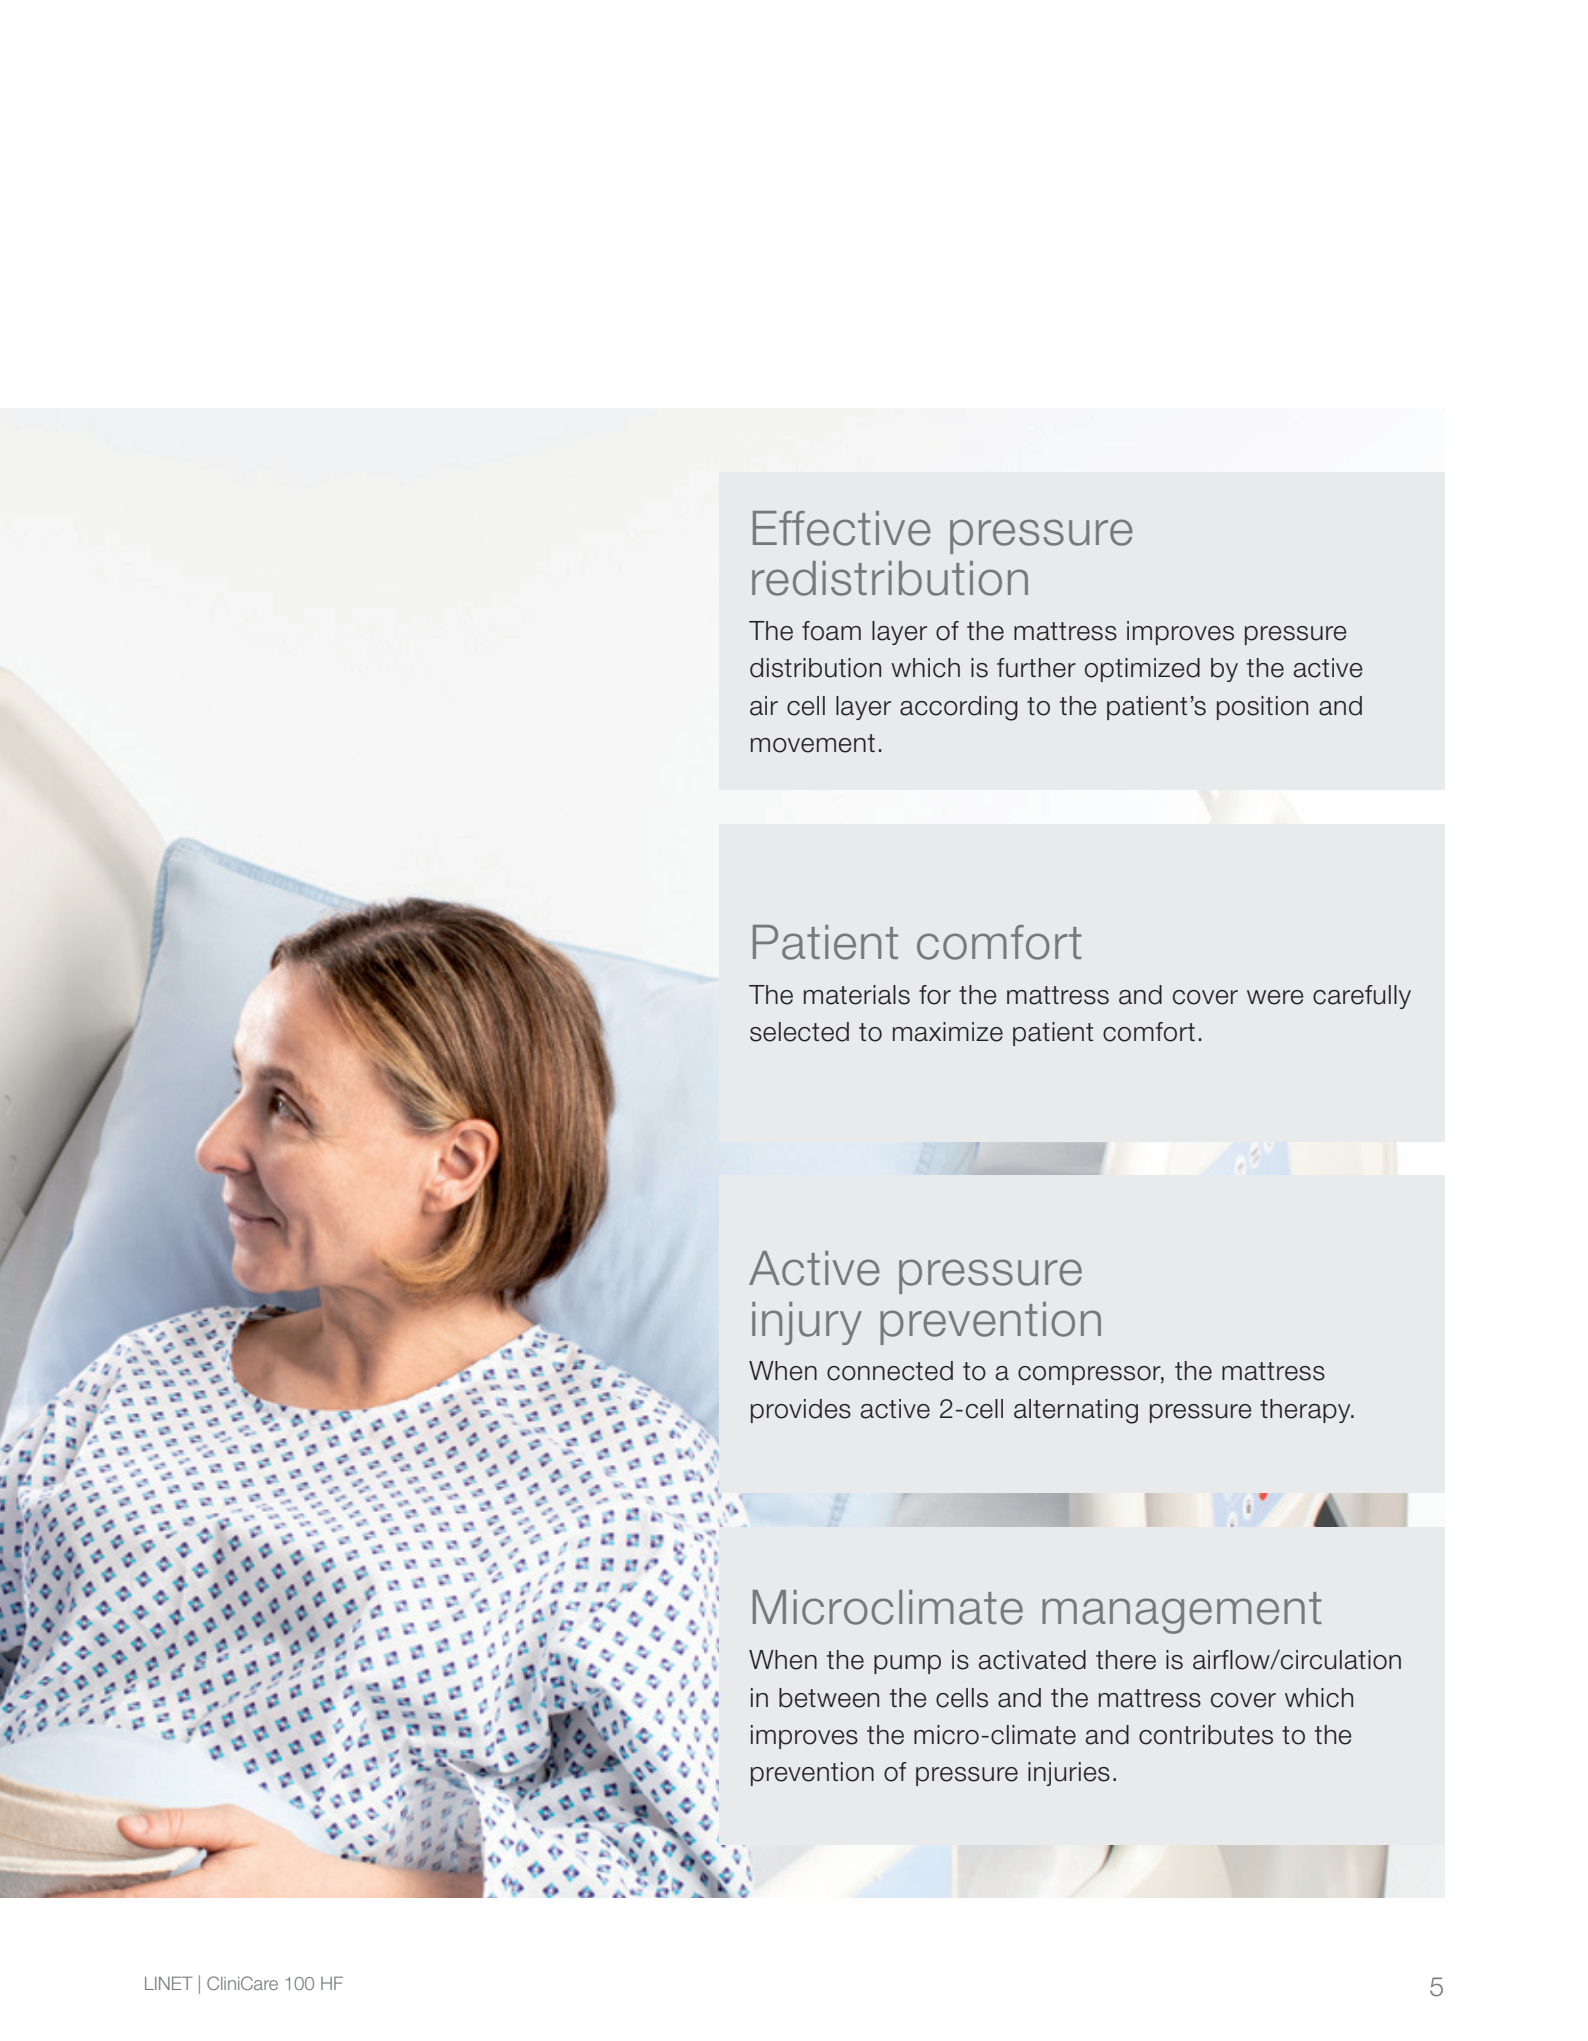 Effective pressure
redistribution
The foam layer of the mattress improves pressure
distribution which is further optimized by the active
air cell layer according to the patient’s position and
movement.
Patient comfort
The materials for the mattress and cover were carefully
selected to maximize patient comfort.
Active pressure
injury prevention
When connected to a compressor, the mattress
provides active 2-cell alternating pressure therapy.
Microclimate management
When the pump is activated there is airflow/circulation
in between the cells and the mattress cover which
improves the micro-climate and contributes to the
prevention of pressure injuries.
LINET | CliniCare 100 HF
5